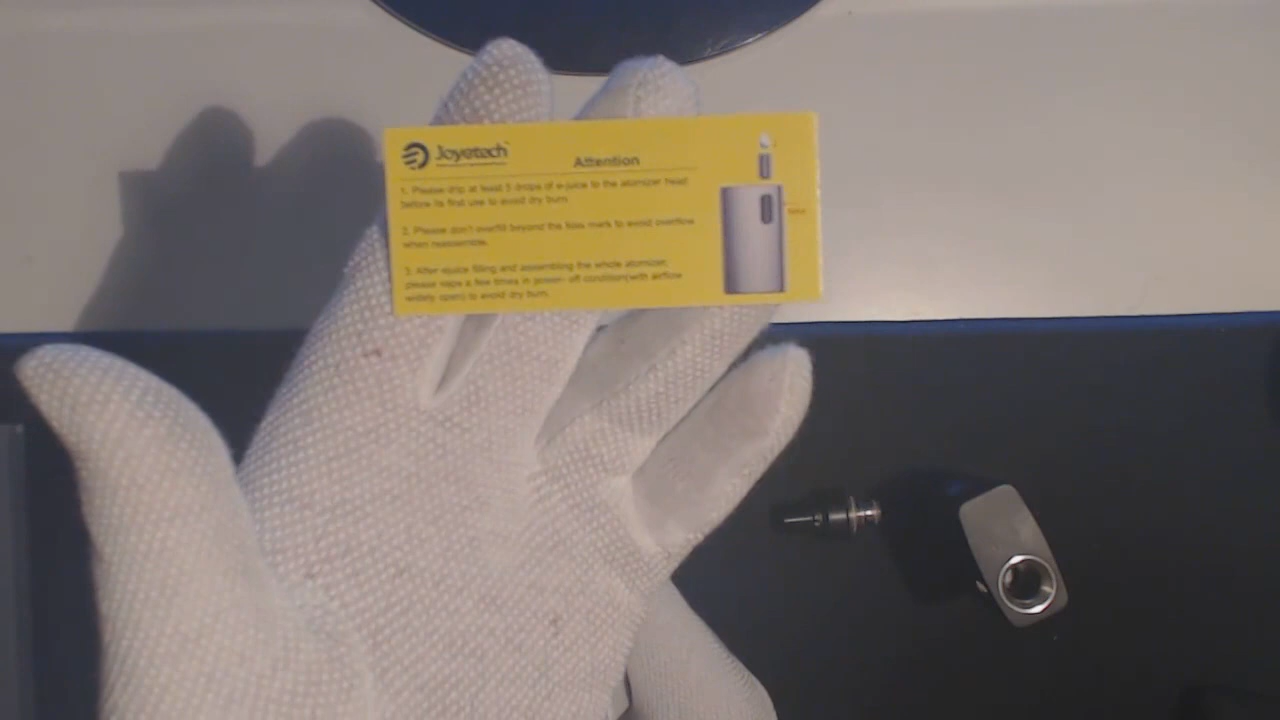 Joyetech
Attention
1. Please drip at least 5 drops of e-juice to the atomizer head
before its first use to avoid dry burn.
2. Please don't overfill beyond the max mark to avoid overflow
when reassemble.
3. After ejuice filling and assembling the whole atomizer,
please vape a few times in power-off condition(with airflow
widely open) to avoid dry burn.